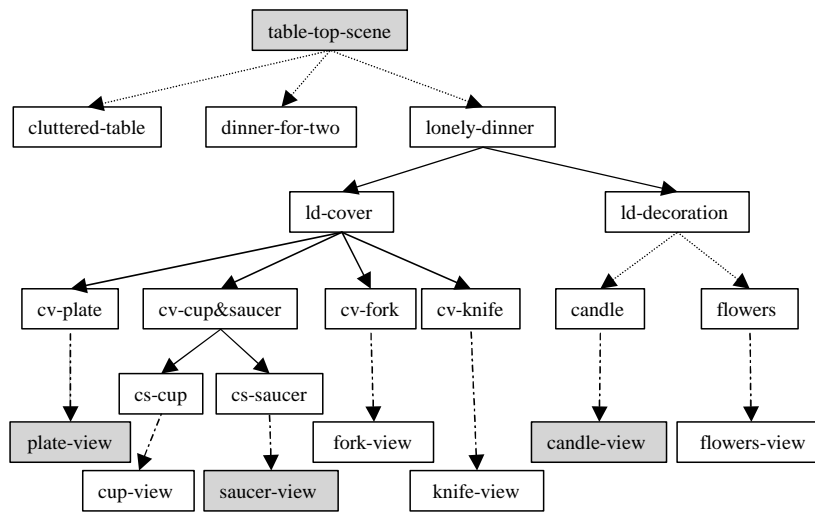 table-top-scene
cluttered-table
dinner-for-two
lonely-dinner
ld-cover
ld-decoration
cv-plate
cv-cup&saucer
cv-fork
cv-knife
candle
flowers
cs-cup
cs-saucer
plate-view
fork-view
candle-view
flowers-view
cup-view
saucer-view
knife-view